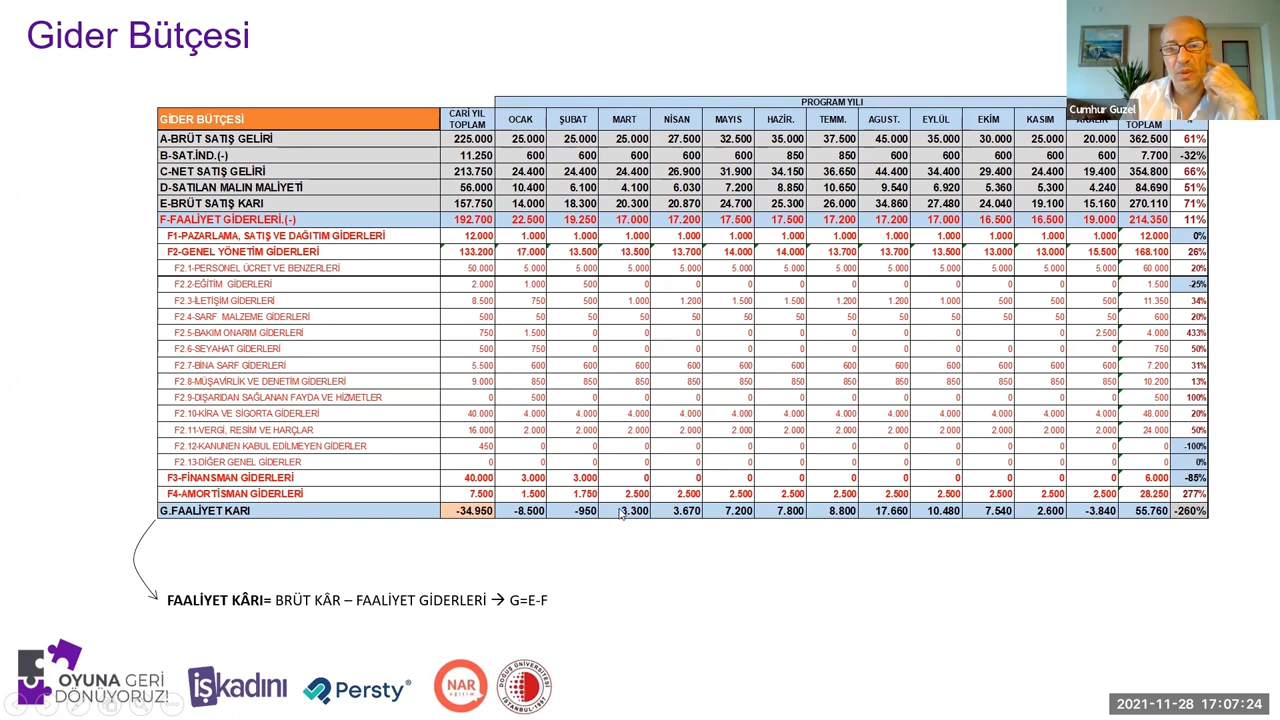 Gider Bütçesi
Cumhur Guzel
PROGRAM YILI
GİDER BÜTÇESİ CARİ YIL TOPLAM OCAK ŞUBAT MART NİSAN MAYIS HAZİR. TEMM. AGUST. EYLÜL EKİM KASIM ARALIK TOPLAM %
A-BRÜT SATIŞ GELİRİ 225.000 25.000 25.000 25.000 27.500 32.500 35.000 37.500 45.000 35.000 30.000 25.000 20.000 362.500 61%
B-SAT.İND.(-) 11.250 600 600 600 600 600 850 850 600 600 600 600 600 7.700 -32%
C-NET SATIŞ GELİRİ 213.750 24.400 24.400 24.400 26.900 31.900 34.150 36.650 44.400 34.400 29.400 24.400 19.400 354.800 66%
D-SATILAN MALIN MALİYETİ 56.000 10.400 6.100 4.100 6.030 7.200 8.850 10.650 9.540 6.920 5.360 5.300 4.240 84.690 51%
E-BRÜT SATIŞ KARI 157.750 14.000 18.300 20.300 20.870 24.700 25.300 26.000 34.860 27.480 24.040 19.100 15.160 270.110 71%
F-FAALİYET GİDERLERİ.(-) 192.700 22.500 19.250 17.000 17.200 17.500 17.500 17.200 17.200 17.000 16.500 16.500 19.000 214.350 11%
F1-PAZARLAMA, SATIŞ VE DAĞITIM GİDERLERİ 12.000 1.000 1.000 1.000 1.000 1.000 1.000 1.000 1.000 1.000 1.000 1.000 1.000 12.000 0%
F2-GENEL YÖNETİM GİDERLERİ 133.200 17.000 13.500 13.500 13.700 14.000 14.000 13.700 13.700 13.500 13.000 13.000 15.500 168.100 26%
F2.1-PERSONEL ÜCRET VE BENZERLERİ 50.000 5.000 5.000 5.000 5.000 5.000 5.000 5.000 5.000 5.000 5.000 5.000 5.000 60.000 20%
F2.2-EĞİTİM GİDERLERİ 2.000 1.000 500 0 0 0 0 0 0 0 0 0 0 1.500 -25%
F2.3-İLETİŞİM GİDERLERİ 8.500 750 500 1.000 1.200 1.500 1.500 1.200 1.200 1.000 500 500 500 11.350 34%
F2.4-SARF MALZEME GİDERLERİ 500 50 50 50 50 50 50 50 50 50 50 50 50 600 20%
F2.5-BAKIM ONARIM GİDERLERİ 750 1.500 0 0 0 0 0 0 0 0 0 0 2.500 4.000 433%
F2.6-SEYAHAT GİDERLERİ 500 750 0 0 0 0 0 0 0 0 0 0 0 750 50%
F2.7-BİNA SARF GİDERLERİ 5.500 600 600 600 600 600 600 600 600 600 600 600 600 7.200 31%
F2.8-MÜŞAVİRLİK VE DENETİM GİDERLERİ 9.000 850 850 850 850 850 850 850 850 850 850 850 850 10.200 13%
F2.9-DIŞARIDAN SAĞLANAN FAYDA VE HİZMETLER 0 500 0 0 0 0 0 0 0 0 0 0 0 500 100%
F2.10-KİRA VE SİGORTA GİDERLERİ 40.000 4.000 4.000 4.000 4.000 4.000 4.000 4.000 4.000 4.000 4.000 4.000 4.000 48.000 20%
F2.11-VERGİ, RESİM VE HARÇLAR 16.000 2.000 2.000 2.000 2.000 2.000 2.000 2.000 2.000 2.000 2.000 2.000 2.000 24.000 50%
F2.12-KANUNEN KABUL EDİLMEYEN GİDERLER 450 0 0 0 0 0 0 0 0 0 0 0 0 0 -100%
F2.13-DİĞER GENEL GİDERLER 0 0 0 0 0 0 0 0 0 0 0 0 0 0 0%
F3-FİNANSMAN GİDERLERİ 40.000 3.000 3.000 0 0 0 0 0 0 0 0 0 0 6.000 -85%
F4-AMORTİSMAN GİDERLERİ 7.500 1.500 1.750 2.500 2.500 2.500 2.500 2.500 2.500 2.500 2.500 2.500 2.500 28.250 277%
G.FAALİYET KARI -34.950 -8.500 -950 3.300 3.670 7.200 7.800 8.800 17.660 10.480 7.540 2.600 -3.840 55.760 -260%
FAALİYET KÂRI= BRÜT KÂR – FAALİYET GİDERLERİ → G=E-F
OYUNA GERİ DÖNÜYORUZ!
işkadını
Persty
NAR eğitim
DOĞUŞ ÜNİVERSİTESİ İSTANBUL-1997
2021-11-28 17:07:24